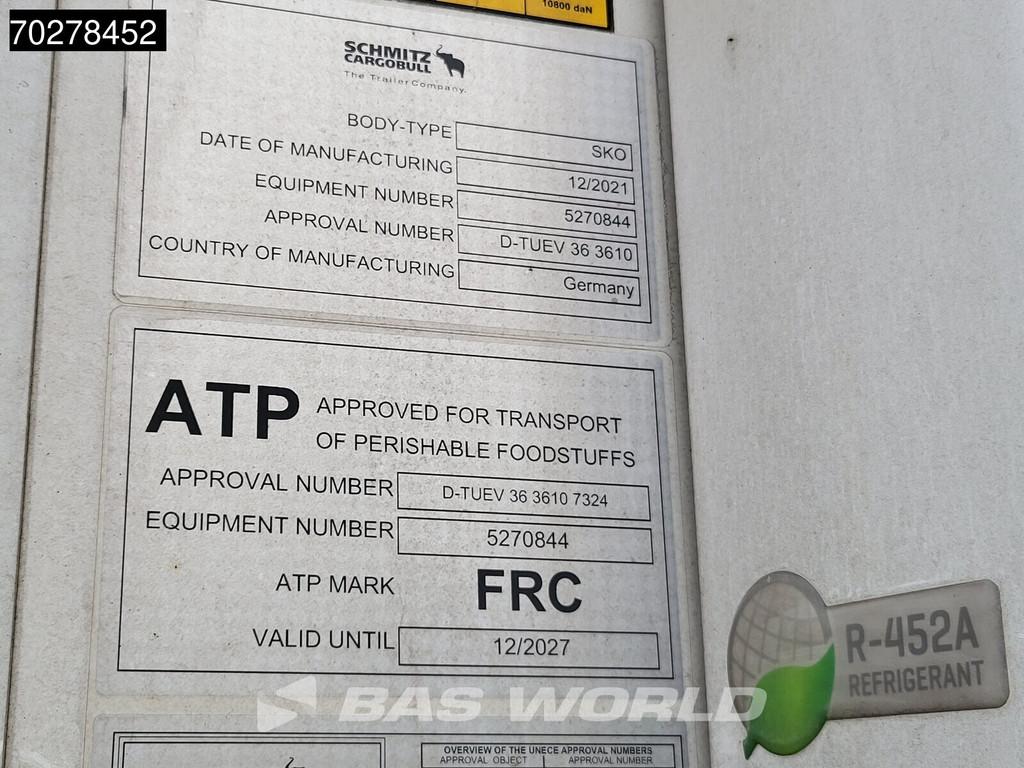 70278452
10800 daN
SCHMITZ
CARGOBULL
The Trailer Company.
BODY-TYPE SKO
DATE OF MANUFACTURING 12/2021
EQUIPMENT NUMBER 5270844
APPROVAL NUMBER D-TUEV 36 3610
COUNTRY OF MANUFACTURING Germany
ATP APPROVED FOR TRANSPORT
OF PERISHABLE FOODSTUFFS
APPROVAL NUMBER D-TUEV 36 3610 7324
EQUIPMENT NUMBER 5270844
ATP MARK FRC
VALID UNTIL 12/2027
R-452A
REFRIGERANT
BAS WORLD
OVERVIEW OF THE UNECE APPROVAL NUMBERS
APPROVAL OBJECT APPROVAL NUMBER